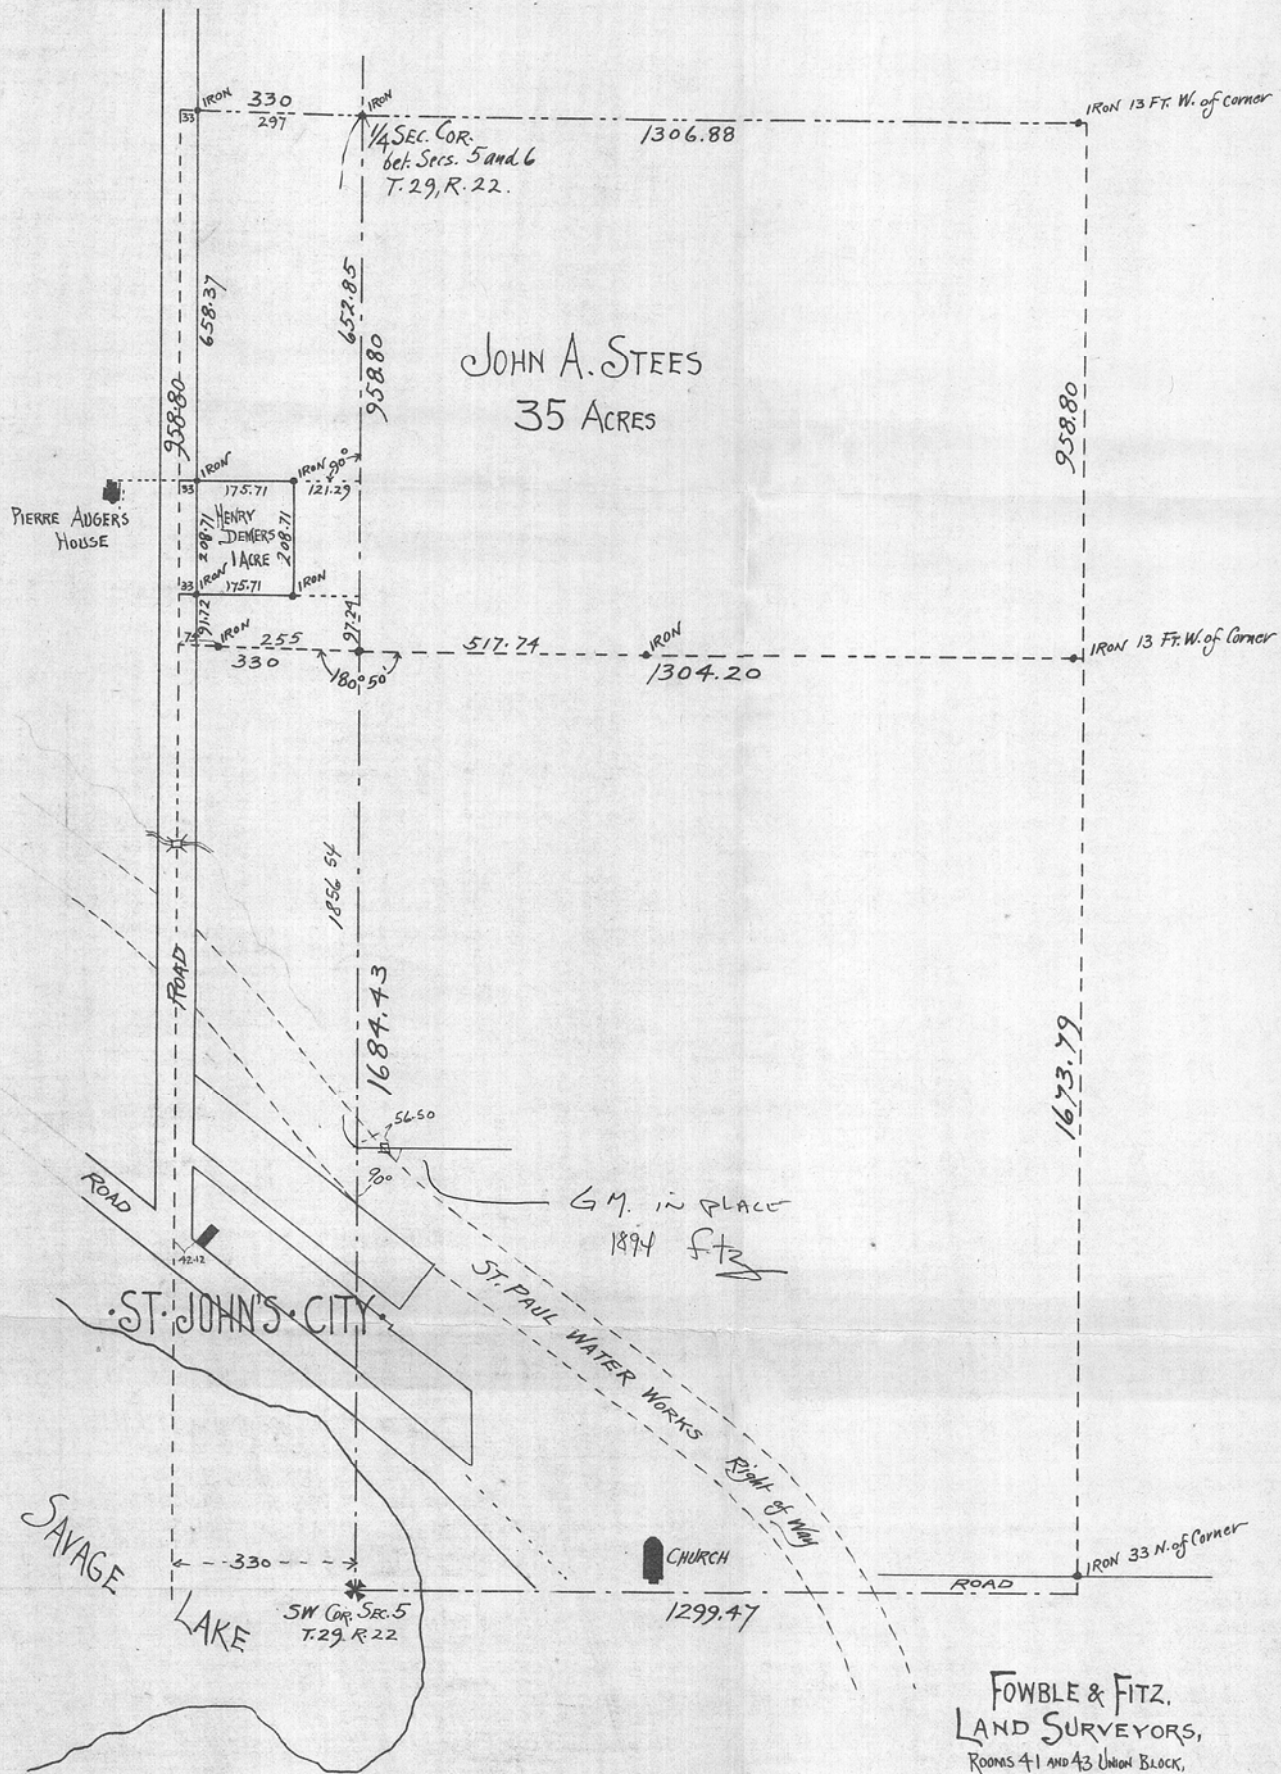 IRON
330
297
33
IRON
1306.88
IRON 13 FT. W. of Corner
1/4 SEC. COR.
bet. Secs. 5 and 6
T. 29, R. 22.
658.37
652.85
958.80
958.80
958.80
JOHN A. STEES
35 ACRES
PIERRE AUGER'S
HOUSE
IRON
IRON
90°
33
175.71
121.29
208.71
HENRY
DEMERS
1 ACRE
208.71
33
IRON
175.71
IRON
91.72
97.24
75
IRON
255
330
180°50'
517.74
IRON
1304.20
IRON 13 FT. W. of Corner
1856 54
ROAD
1684.43
1673.79
56.50
90°
ROAD
G M. IN PLACE
1894 Fitz
42.12
ST. JOHN'S CITY
ST. PAUL WATER WORKS
Right of Way
SAVAGE
LAKE
330
SW COR. SEC. 5
T. 29. R. 22
CHURCH
1299.47
ROAD
IRON 33 N. of Corner
FOWBLE & FITZ,
LAND SURVEYORS,
ROOMS 41 AND 43 UNION BLOCK,